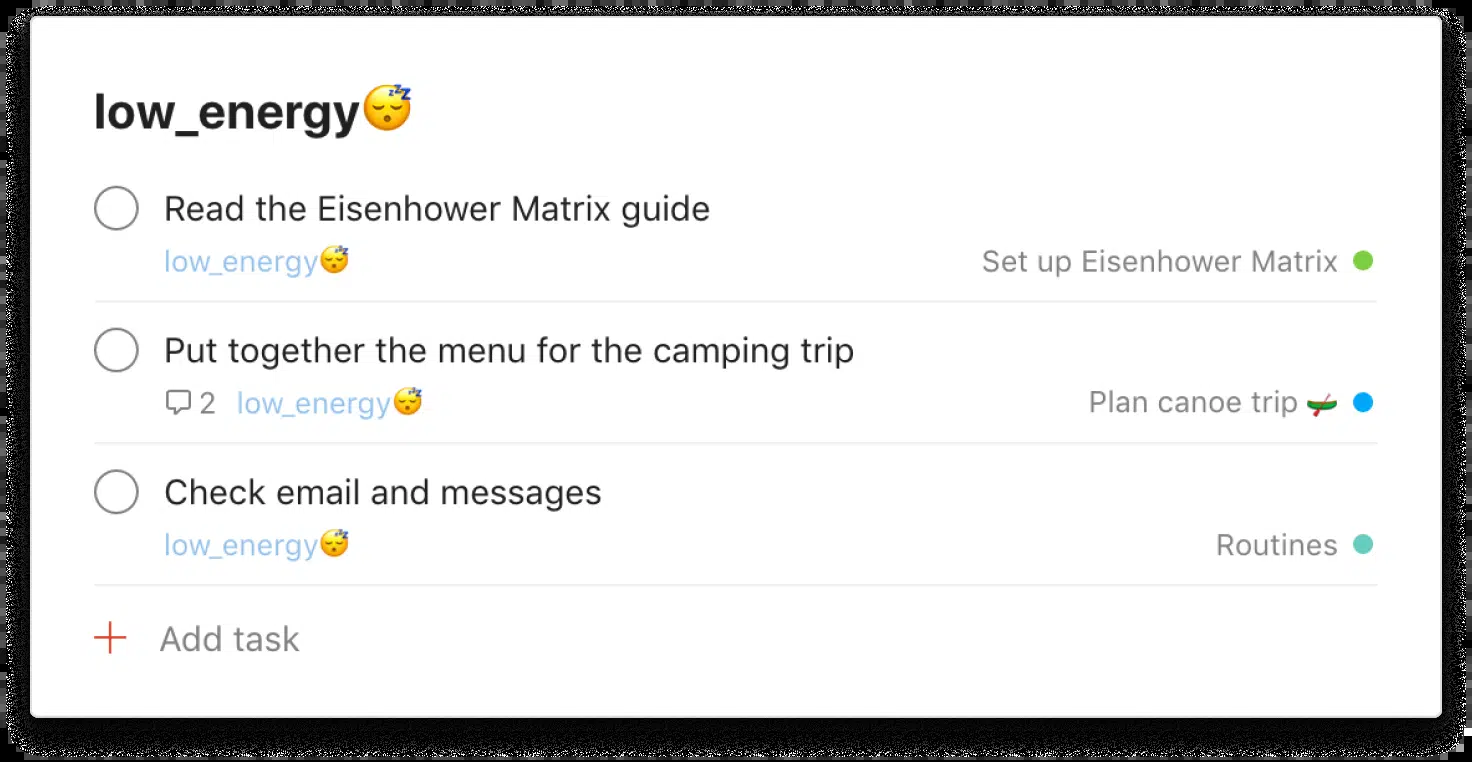 low_energy😴
Read the Eisenhower Matrix guide
low_energy😴 Set up Eisenhower Matrix
Put together the menu for the camping trip
2 low_energy😴 Plan canoe trip 🛶
Check email and messages
low_energy😴 Routines
+ Add task